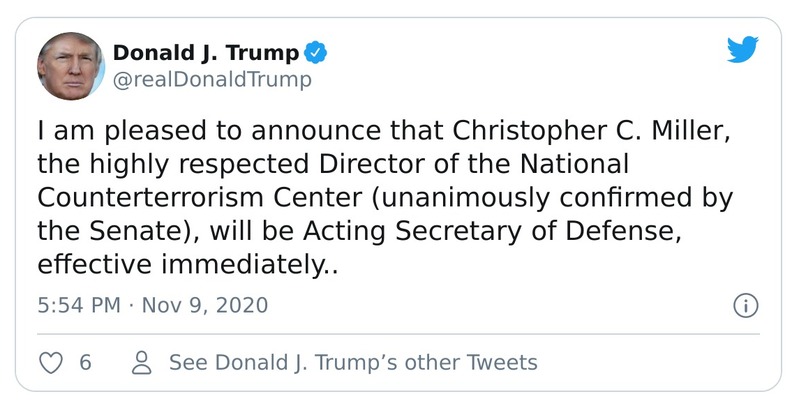 Donald J. Trump
@realDonaldTrump
I am pleased to announce that Christopher C. Miller,
the highly respected Director of the National
Counterterrorism Center (unanimously confirmed by
the Senate), will be Acting Secretary of Defense,
effective immediately..
5:54 PM · Nov 9, 2020
6 See Donald J. Trump’s other Tweets